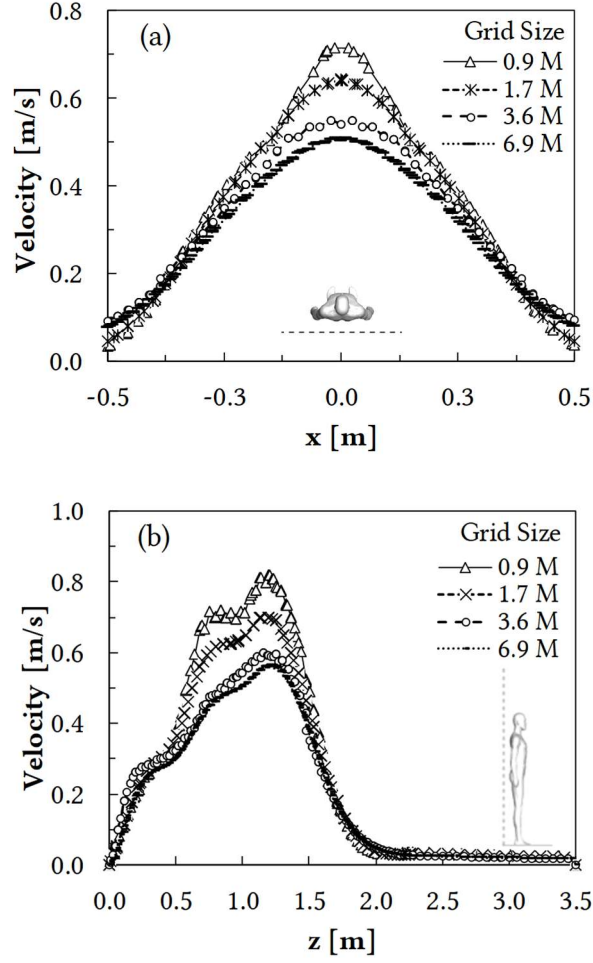 (a)
Grid Size
0.9 M
1.7 M
3.6 M
6.9 M
Velocity [m/s]
0.8
0.6
0.4
0.2
0.0
-0.5 -0.3 0.0 0.3 0.5
x [m]
(b)
Grid Size
0.9 M
1.7 M
3.6 M
6.9 M
Velocity [m/s]
1.0
0.8
0.6
0.4
0.2
0.0
0.0 0.5 1.0 1.5 2.0 2.5 3.0 3.5
z [m]